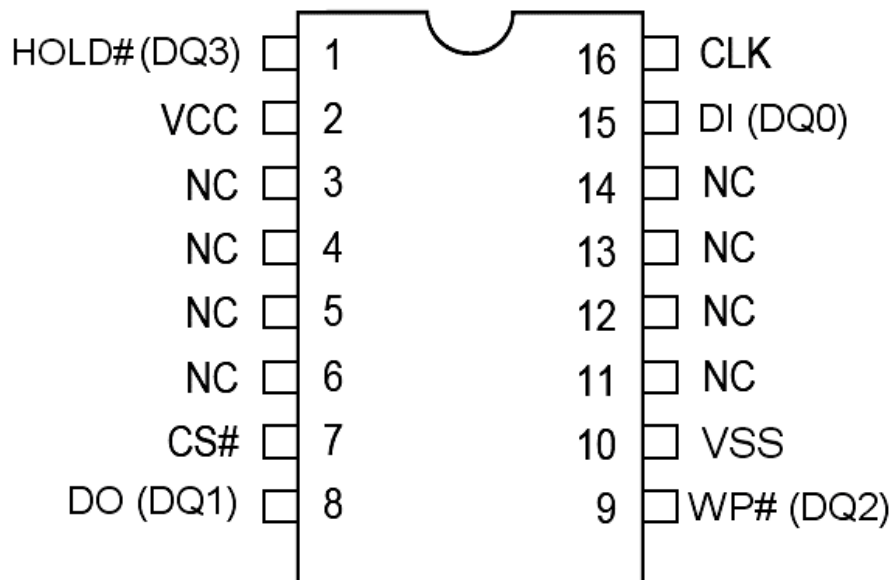 HOLD# (DQ3) 1 16 CLK
VCC 2 15 DI (DQ0)
NC 3 14 NC
NC 4 13 NC
NC 5 12 NC
NC 6 11 NC
CS# 7 10 VSS
DO (DQ1) 8 9 WP# (DQ2)